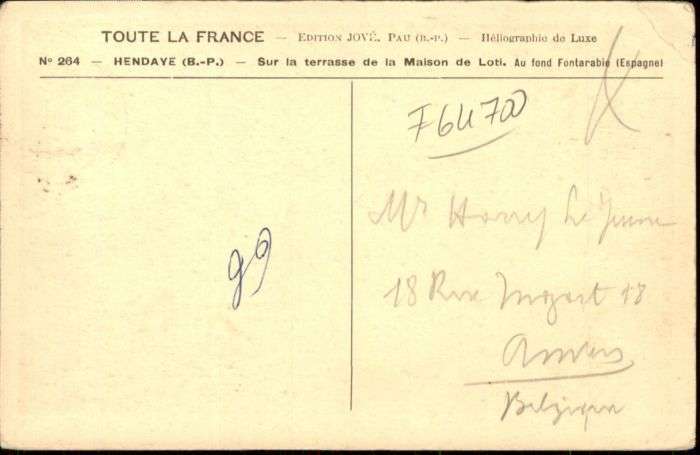 TOUTE LA FRANCE — EDITION JOVÉ. PAU (B.-P.) — Héliographie de Luxe
N° 264 — HENDAYE (B.-P.) — Sur la terrasse de la Maison de Loti. Au fond Fontarabie (Espagne)
F64700
Mr Harry Le Jeune
18 Rue Mozart 18
Anvers
Belgique
99